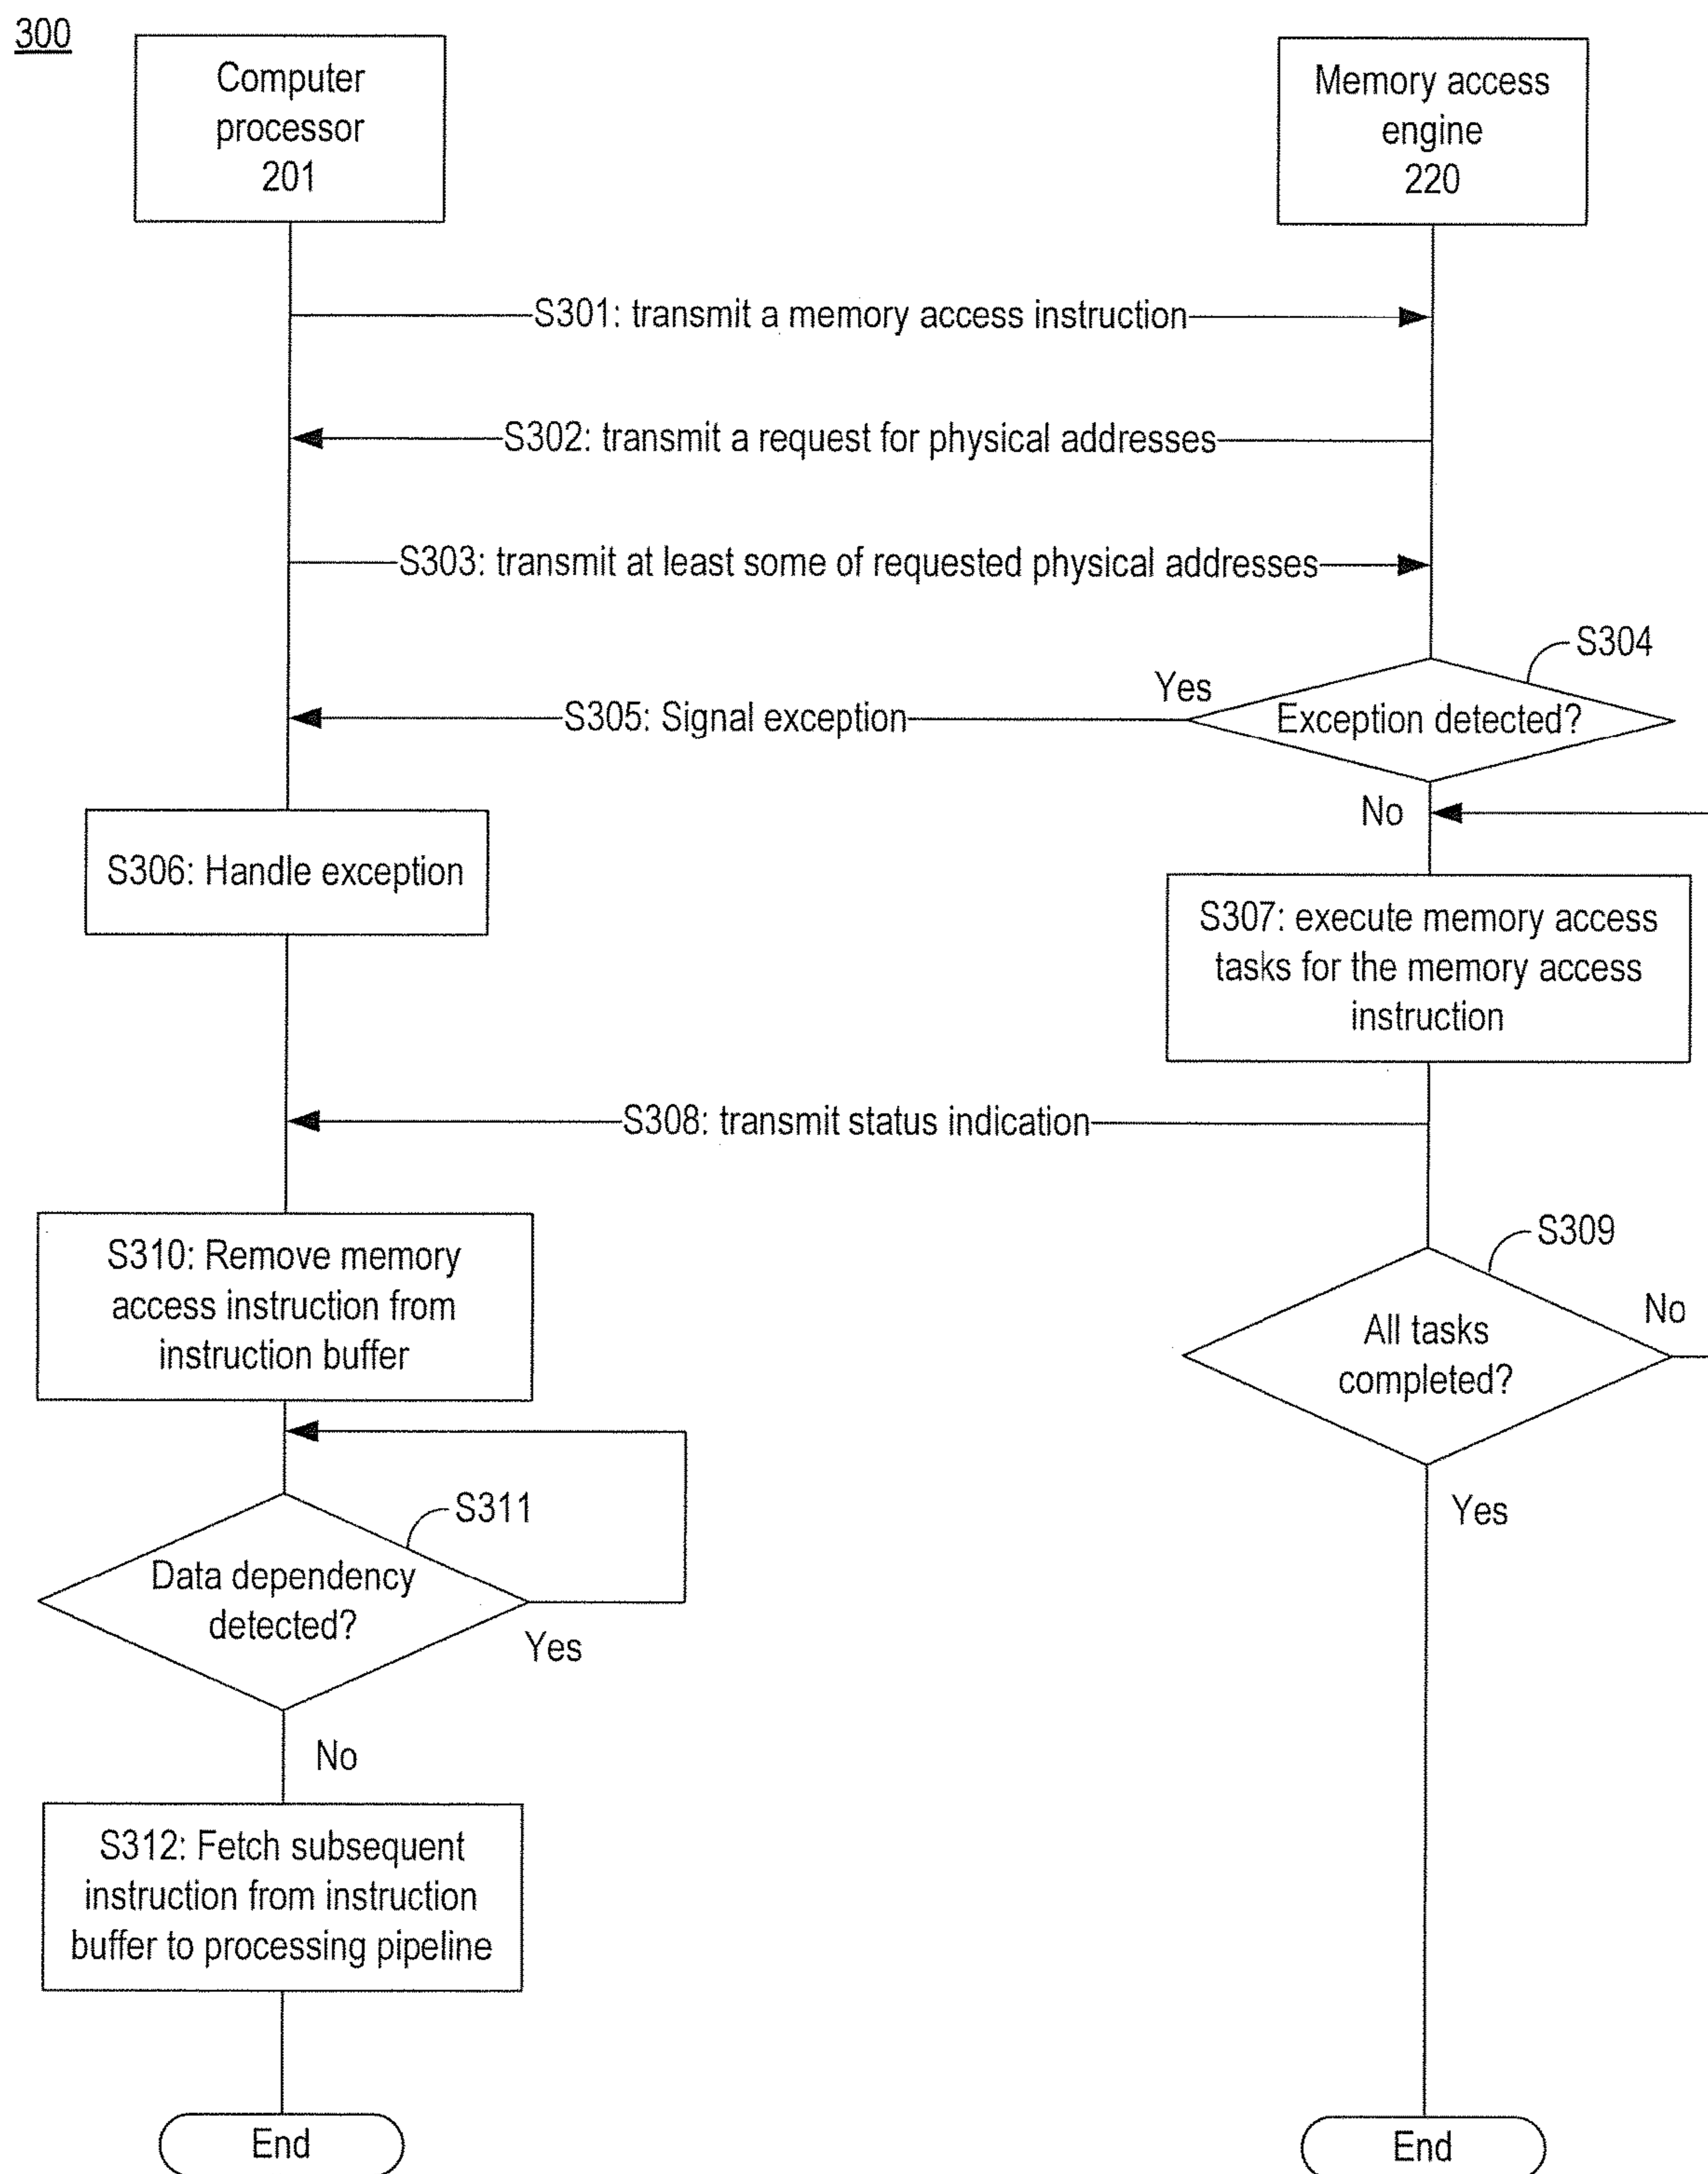 300
Computer
processor
201
Memory access
engine
220
S301: transmit a memory access instruction
S302: transmit a request for physical addresses
S303: transmit at least some of requested physical addresses
S304
Yes
S305: Signal exception
Exception detected?
No
S306: Handle exception
S307: execute memory access
tasks for the memory access
instruction
S308: transmit status indication
S309
S310: Remove memory
access instruction from
instruction buffer
No
All tasks
completed?
Yes
S311
Data dependency
detected?
Yes
No
S312: Fetch subsequent
instruction from instruction
buffer to processing pipeline
End
End